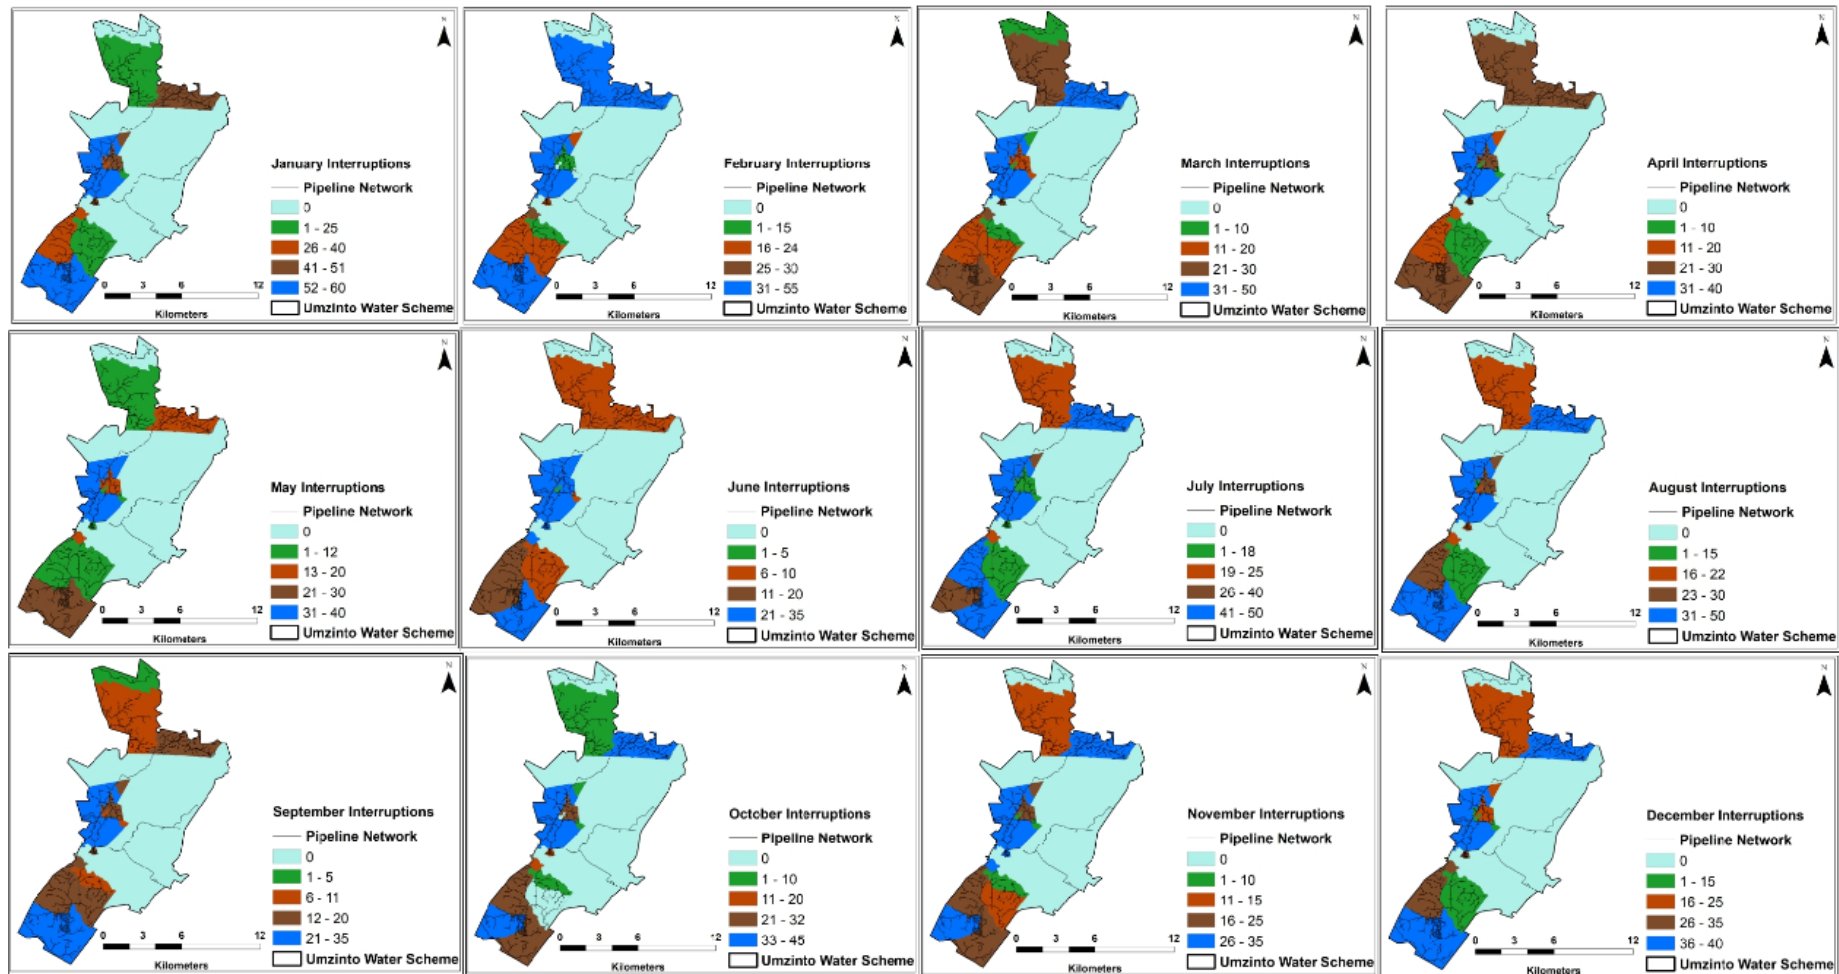 N
January Interruptions
Pipeline Network
0
1 - 25
26 - 40
41 - 51
52 - 60
Umzinto Water Scheme
0 3 6 12
Kilometers
N
February Interruptions
Pipeline Network
0
1 - 15
16 - 24
25 - 30
31 - 55
Umzinto Water Scheme
0 3 6 12
Kilometers
N
March Interruptions
Pipeline Network
0
1 - 10
11 - 20
21 - 30
31 - 50
Umzinto Water Scheme
0 3 6 12
Kilometers
N
April Interruptions
Pipeline Network
0
1 - 10
11 - 20
21 - 30
31 - 40
Umzinto Water Scheme
0 3 6 12
Kilometers
N
May Interruptions
Pipeline Network
0
1 - 12
13 - 20
21 - 30
31 - 40
Umzinto Water Scheme
0 3 6 12
Kilometers
N
June Interruptions
Pipeline Network
0
1 - 5
6 - 10
11 - 20
21 - 35
Umzinto Water Scheme
0 3 6 12
Kilometers
N
July Interruptions
Pipeline Network
0
1 - 18
19 - 25
26 - 40
41 - 50
Umzinto Water Scheme
0 3 6 12
Kilometers
N
August Interruptions
Pipeline Network
0
1 - 15
16 - 22
23 - 30
31 - 50
Umzinto Water Scheme
0 3 6 12
Kilometers
N
September Interruptions
Pipeline Network
0
1 - 5
6 - 11
12 - 20
21 - 35
Umzinto Water Scheme
0 3 6 12
Kilometers
N
October Interruptions
Pipeline Network
0
1 - 10
11 - 20
21 - 32
33 - 45
Umzinto Water Scheme
0 3 6 12
Kilometers
N
November Interruptions
Pipeline Network
0
1 - 10
11 - 15
16 - 25
26 - 35
Umzinto Water Scheme
0 3 6 12
Kilometers
N
December Interruptions
Pipeline Network
0
1 - 15
16 - 25
26 - 35
36 - 40
Umzinto Water Scheme
0 3 6 12
Kilometers